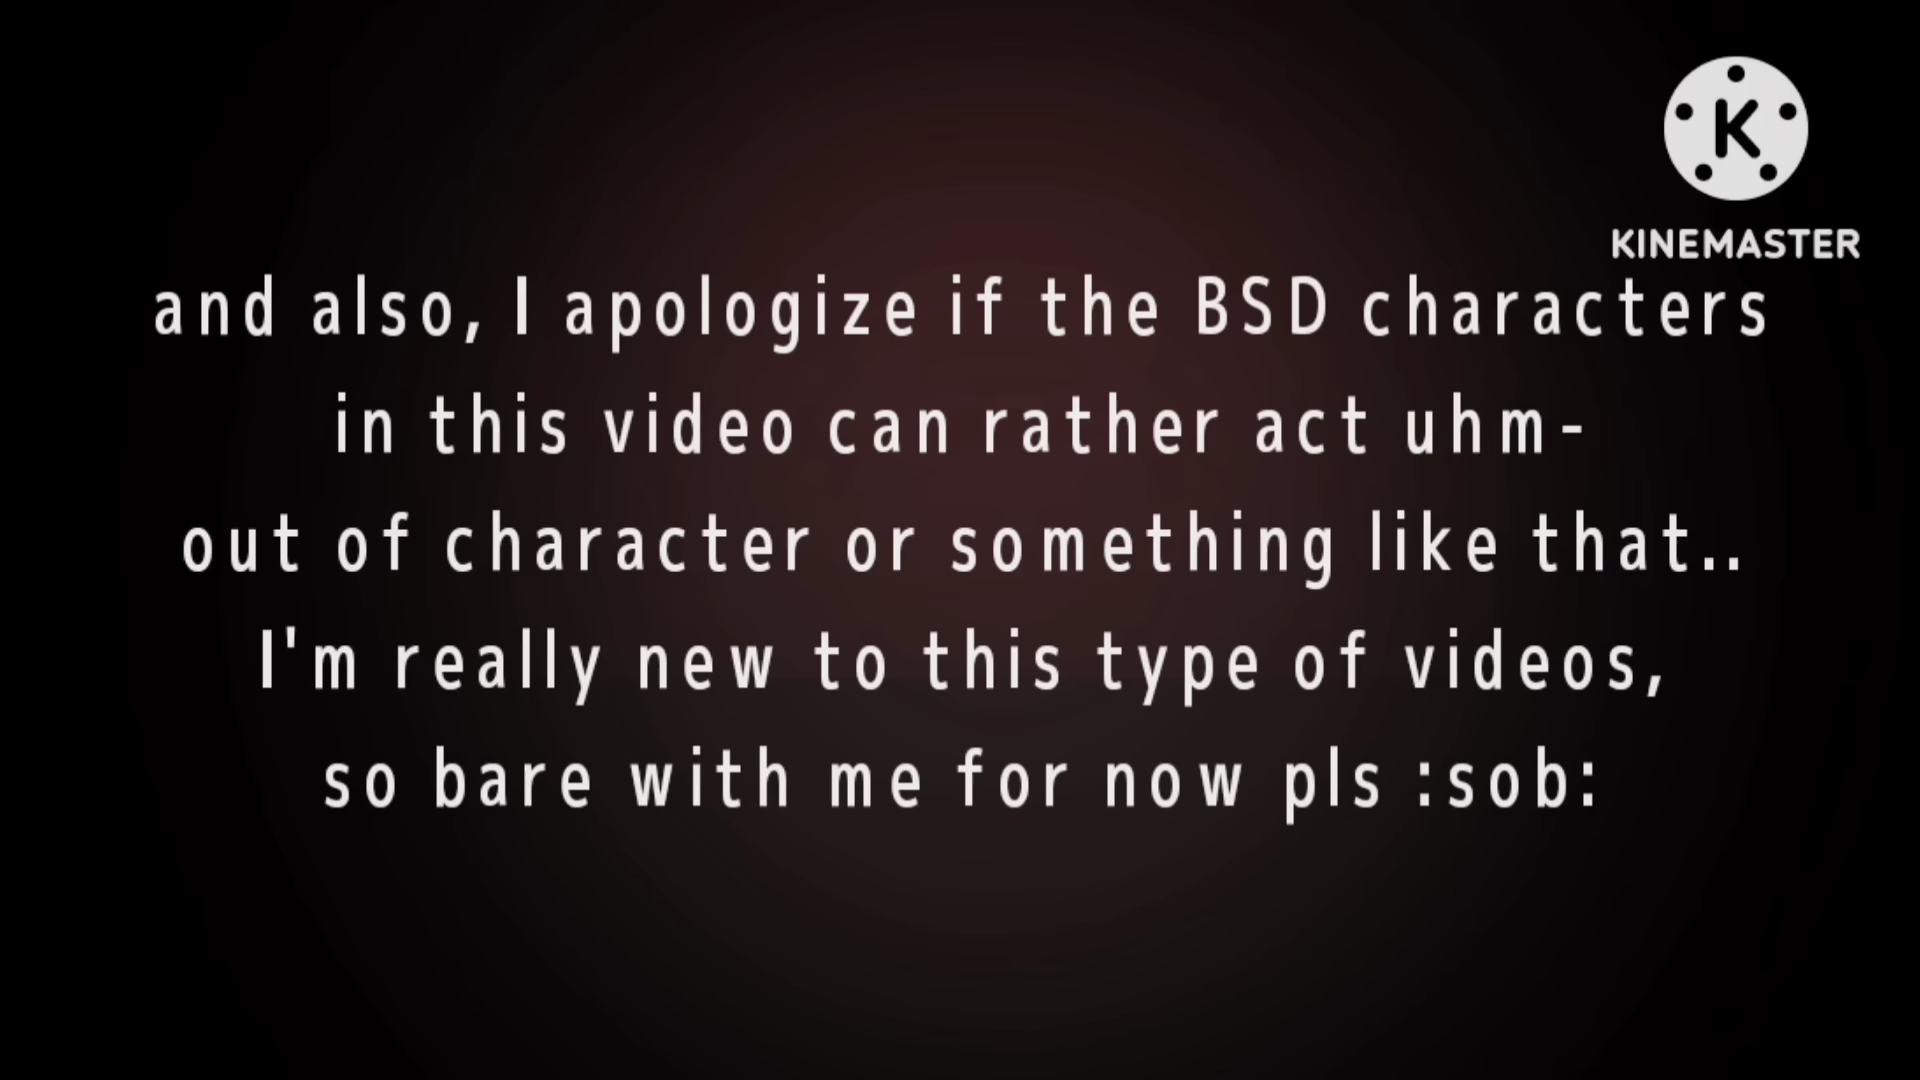 KINEMASTER
and also, I apologize if the BSD characters
in this video can rather act uhm-
out of character or something like that..
I'm really new to this type of videos,
so bare with me for now pls :sob: